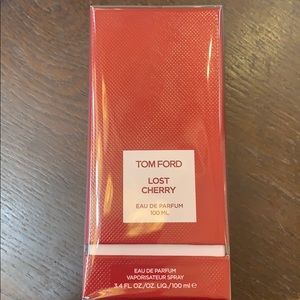 TOM FORD
LOST
CHERRY
EAU DE PARFUM
100 ML
EAU DE PARFUM
VAPORISATEUR SPRAY
3.4 FL. OZ./OZ. LIQ./100 ml ℮